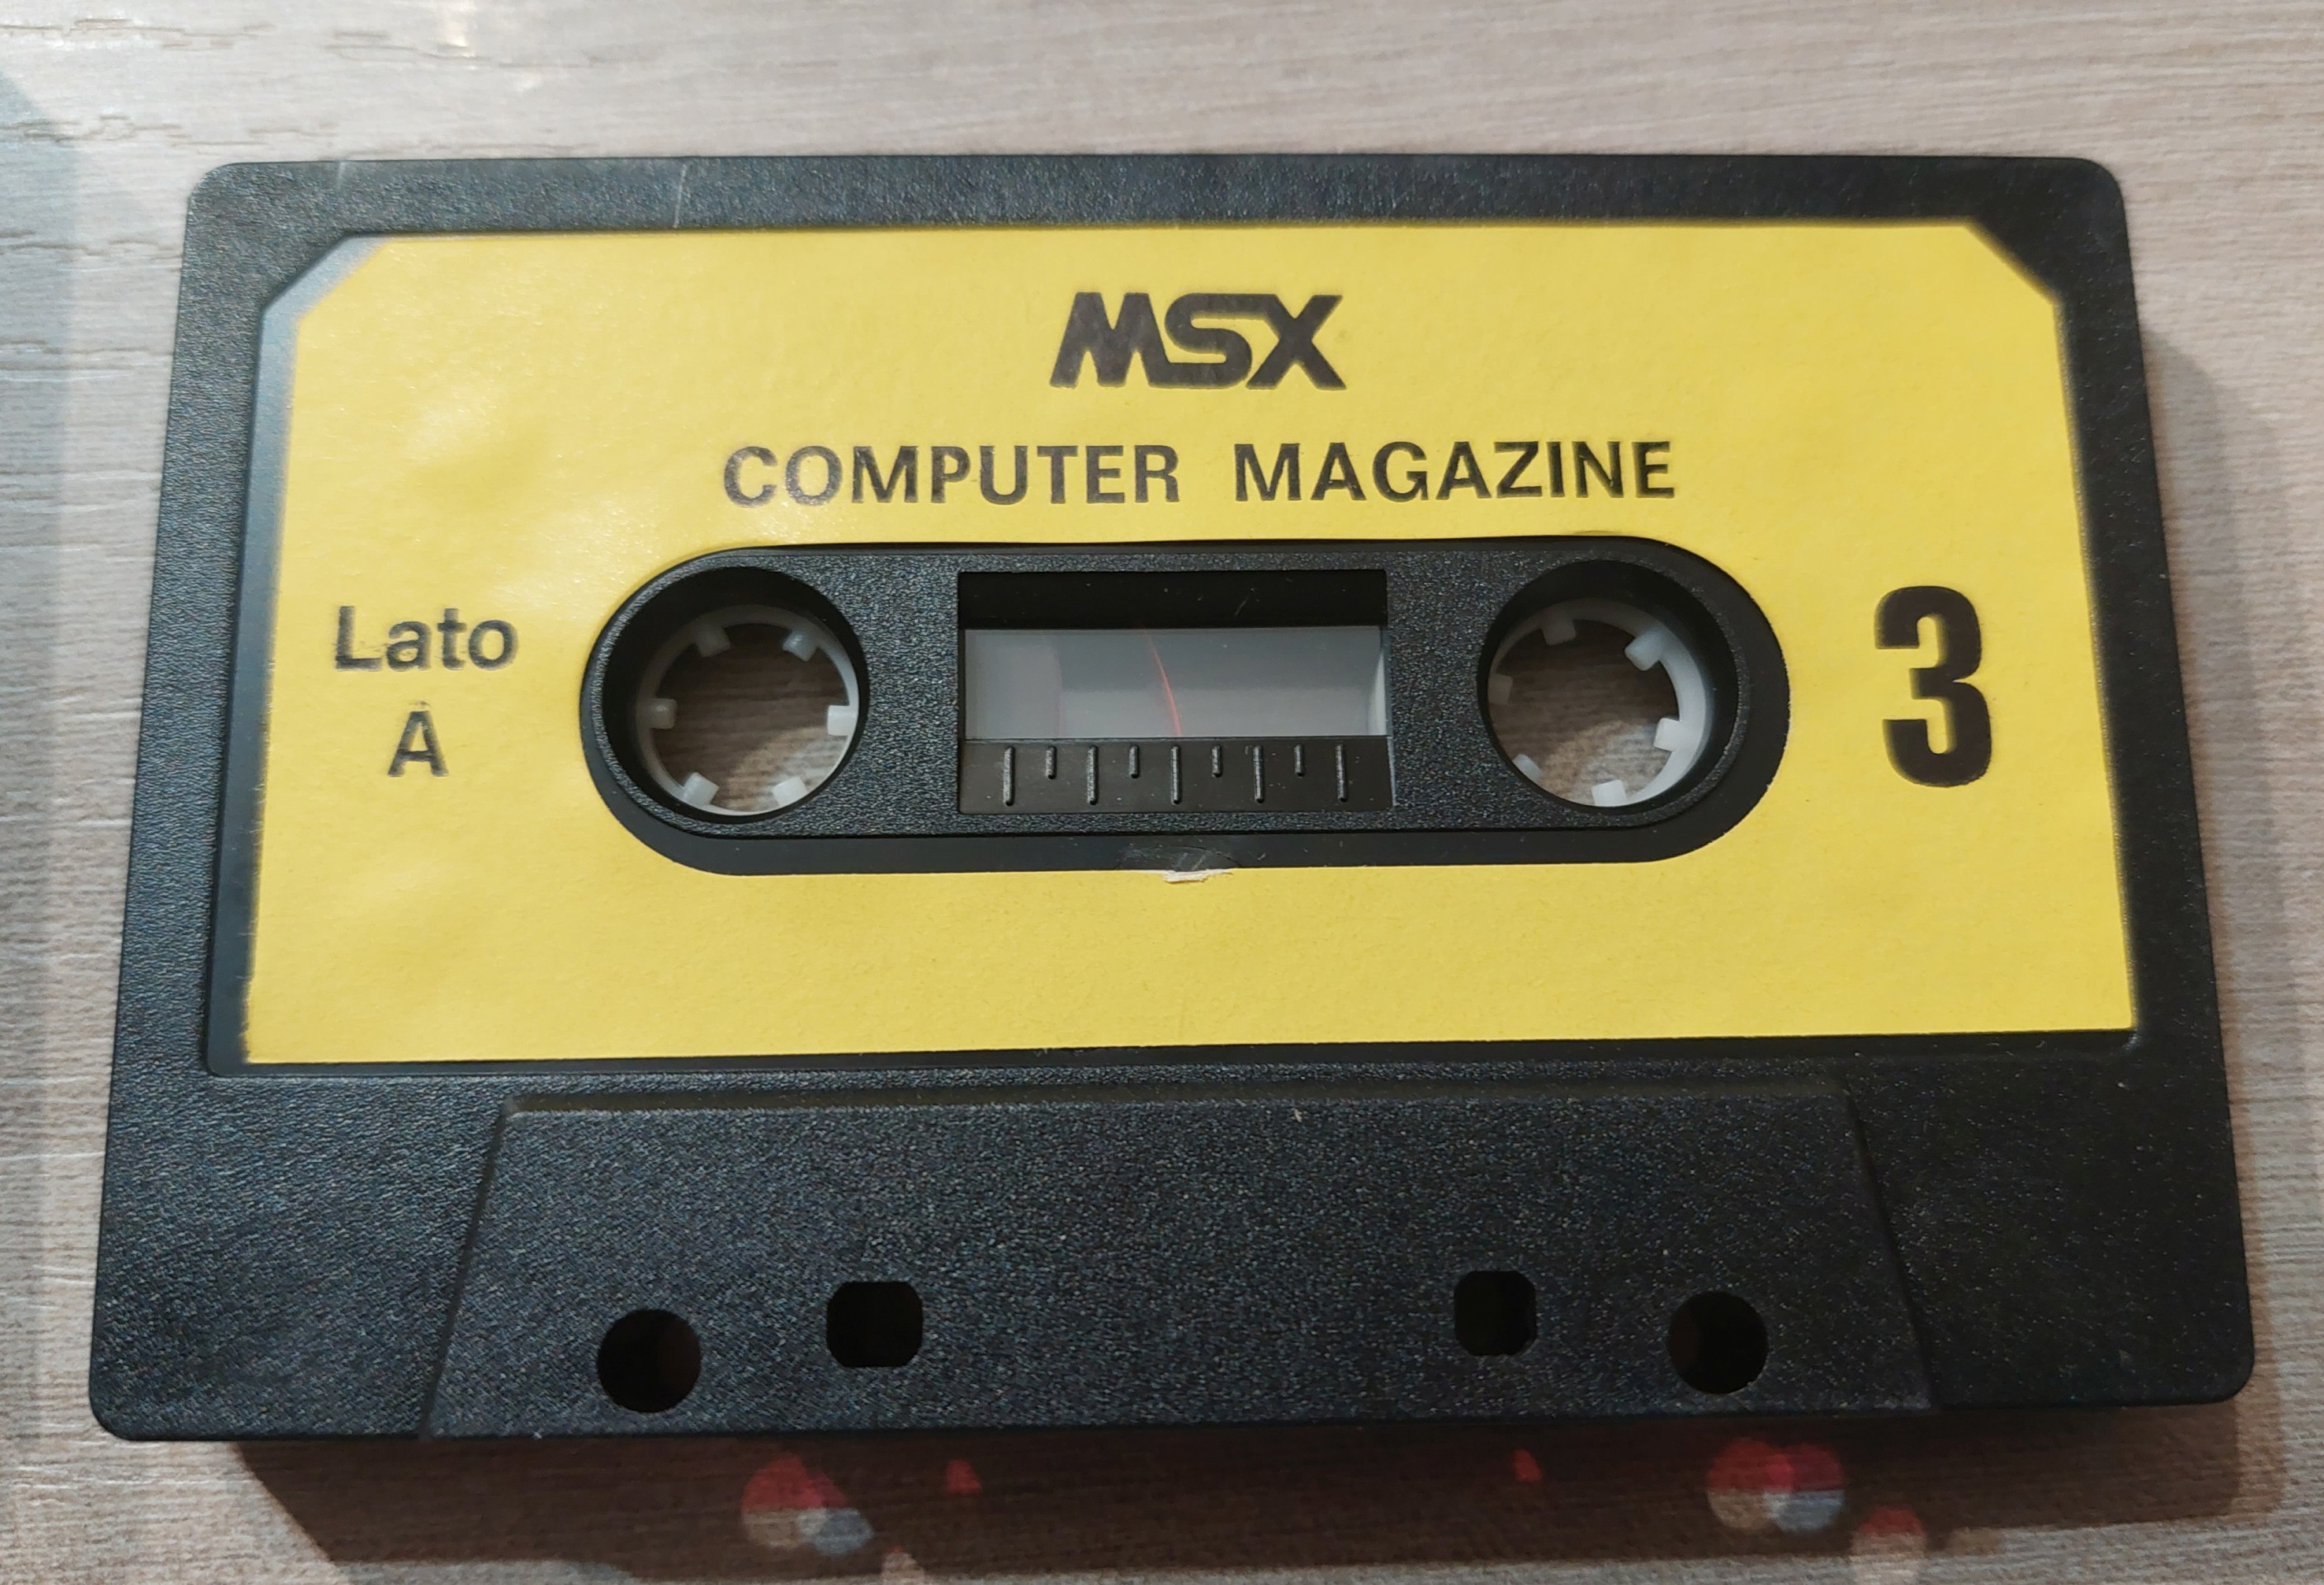 MSX
COMPUTER MAGAZINE
Lato
A
3